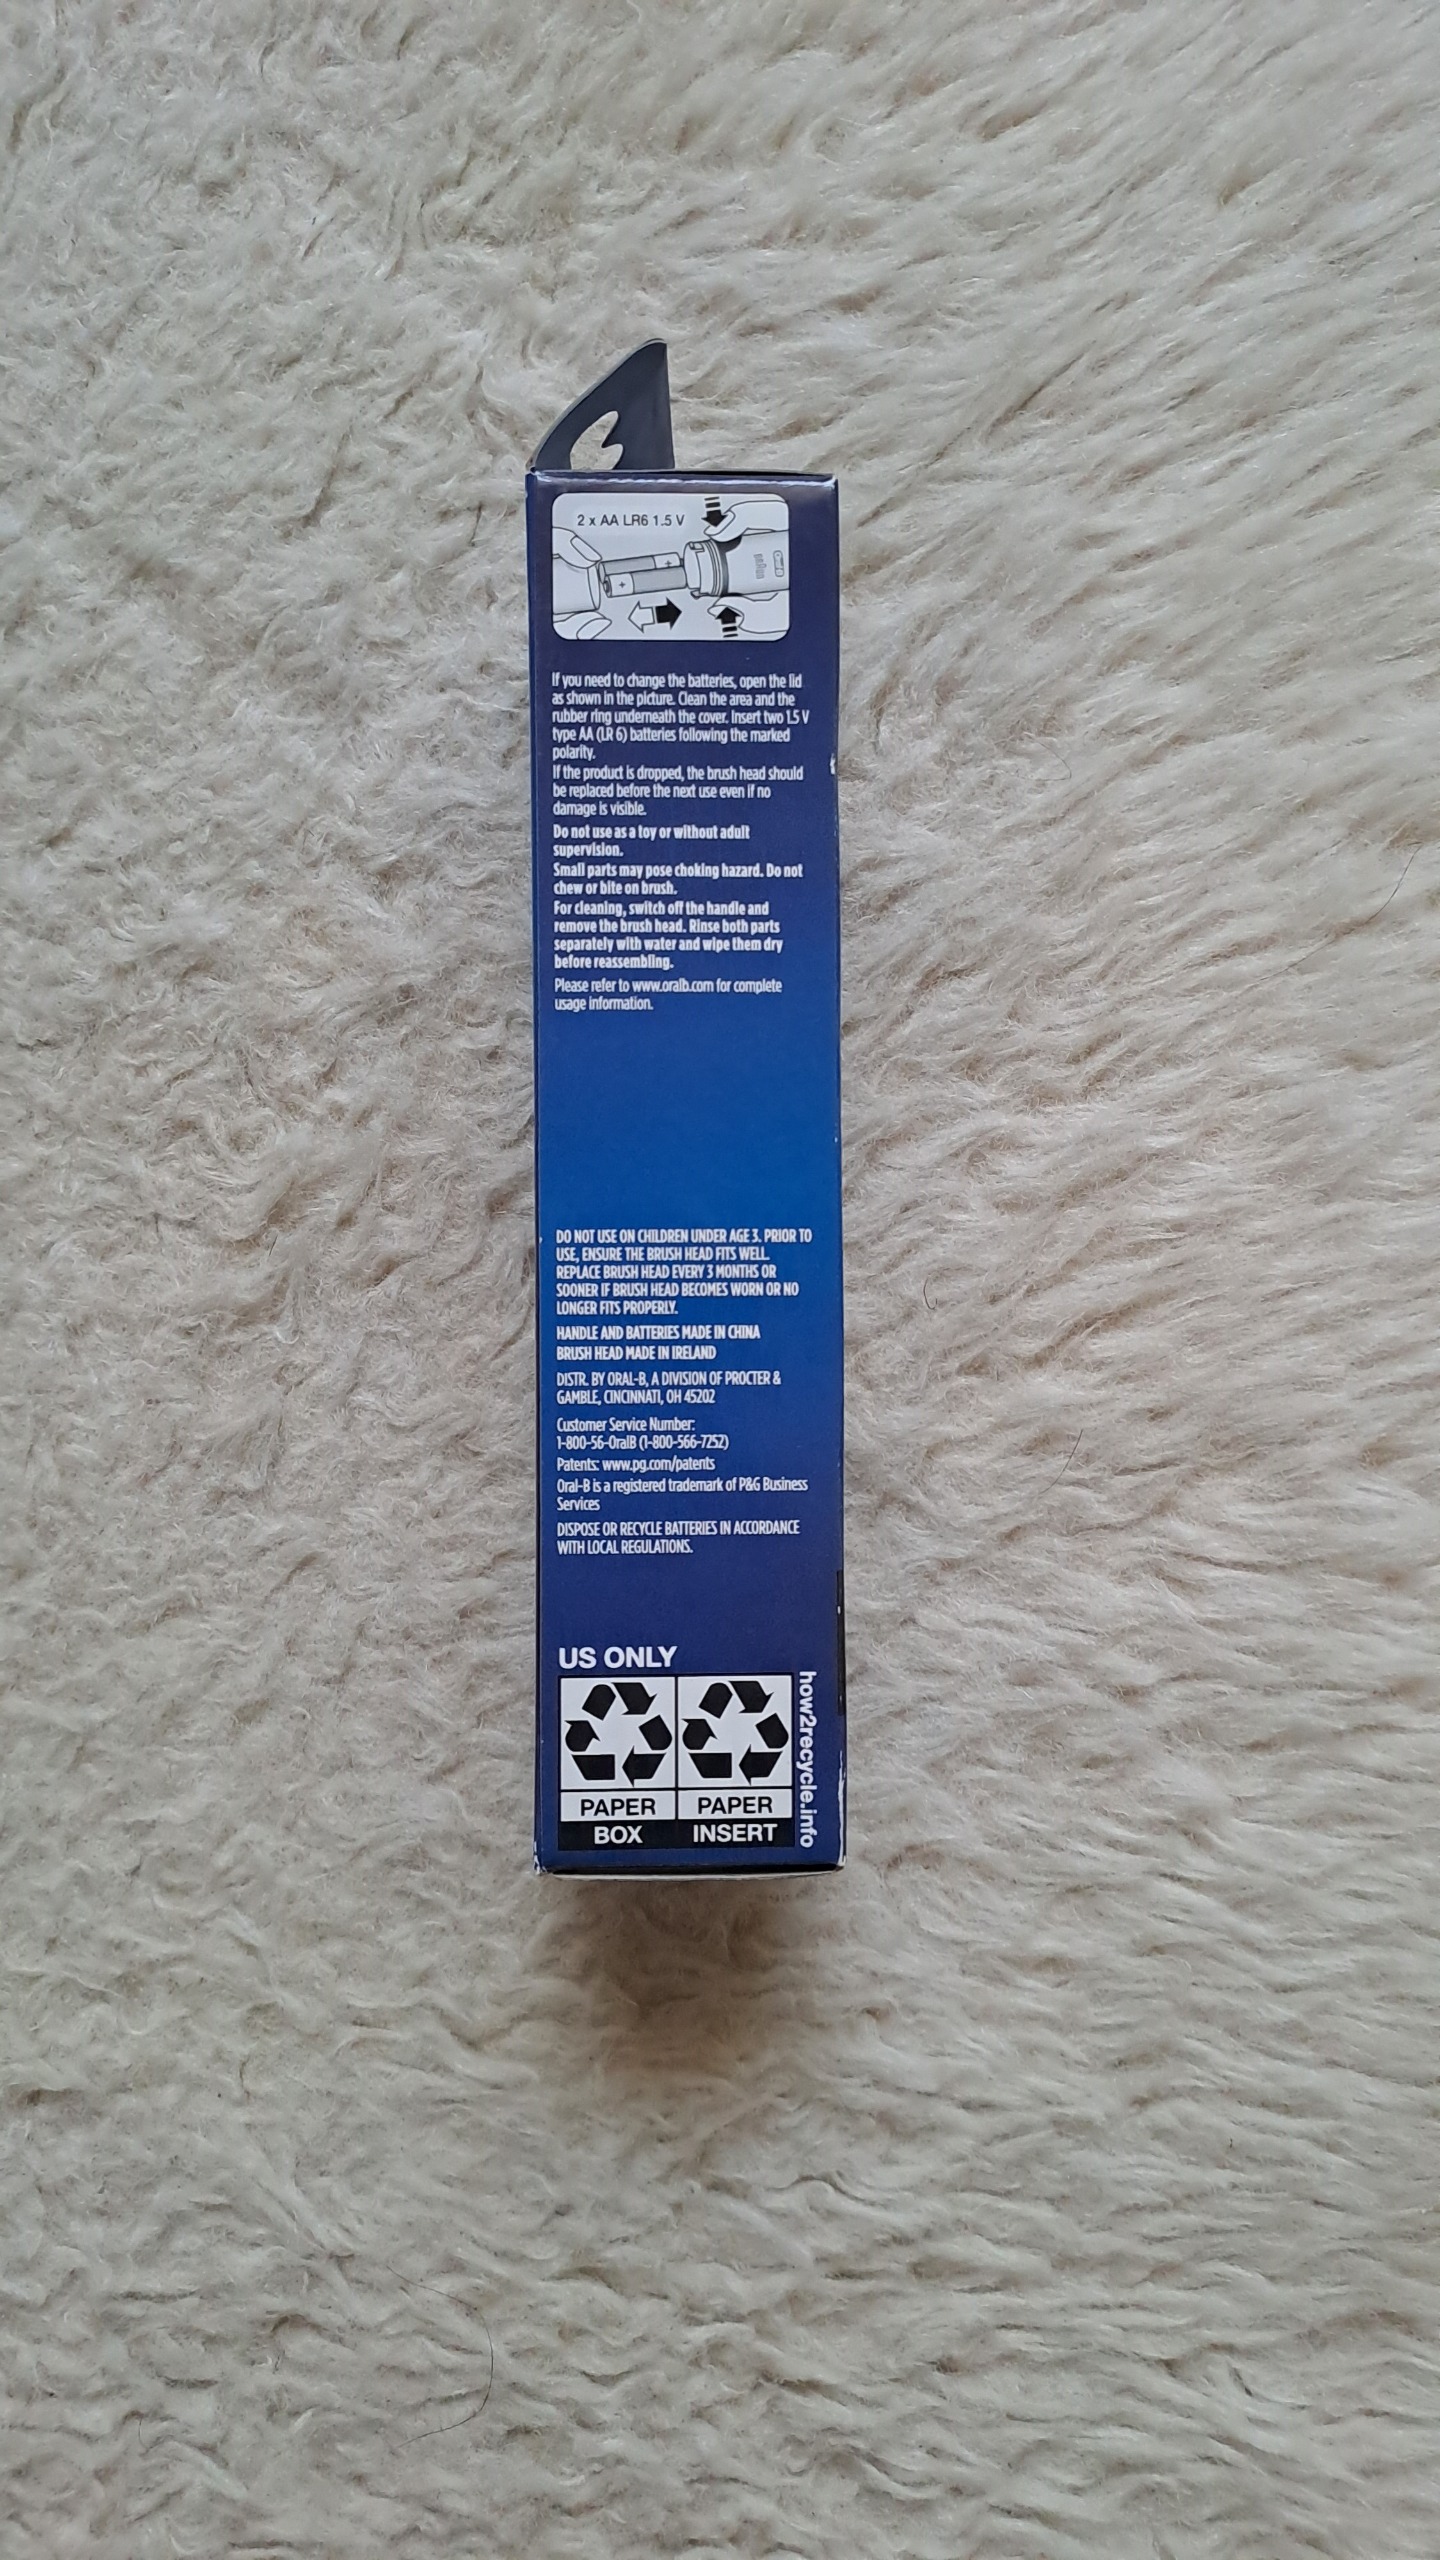 2 x AA LR6 1.5 V
If you need to change the batteries, open the lid
as shown in the picture. Clean the area and the
rubber ring underneath the cover. Insert two 1.5 V
type AA (LR 6) batteries following the marked
polarity.
If the product is dropped, the brush head should
be replaced before the next use even if no
damage is visible.
Do not use as a toy or without adult
supervision.
Small parts may pose choking hazard. Do not
chew or bite on brush.
For cleaning, switch off the handle and
remove the brush head. Rinse both parts
separately with water and wipe them dry
before reassembling.
Please refer to www.oralb.com for complete
usage information.
DO NOT USE ON CHILDREN UNDER AGE 3. PRIOR TO
USE, ENSURE THE BRUSH HEAD FITS WELL.
REPLACE BRUSH HEAD EVERY 3 MONTHS OR
SOONER IF BRUSH HEAD BECOMES WORN OR NO
LONGER FITS PROPERLY.
HANDLE AND BATTERIES MADE IN CHINA
BRUSH HEAD MADE IN IRELAND
DISTR. BY ORAL-B, A DIVISION OF PROCTER &
GAMBLE, CINCINNATI, OH 45202
Customer Service Number:
1-800-56-OralB (1-800-566-7252)
Patents: www.pg.com/patents
Oral-B is a registered trademark of P&G Business
Services
DISPOSE OR RECYCLE BATTERIES IN ACCORDANCE
WITH LOCAL REGULATIONS.
US ONLY
PAPER PAPER
BOX INSERT
how2recycle.info